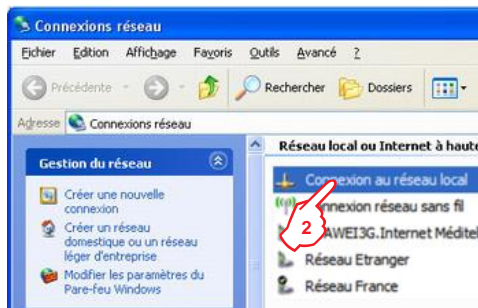 Connexions réseau
Fichier Edition Affichage Favoris Outils Avancé ?
Précédente Rechercher Dossiers
Adresse Connexions réseau
Gestion du réseau
Créer une nouvelle
connexion
Créer un réseau
domestique ou un réseau
léger d'entreprise
Modifier les paramètres du
Pare-feu Windows
Réseau local ou Internet à haute
Connexion au réseau local
nnexion réseau sans fil
2
AWEI3G.Internet Méditel
Réseau Etranger
Réseau France